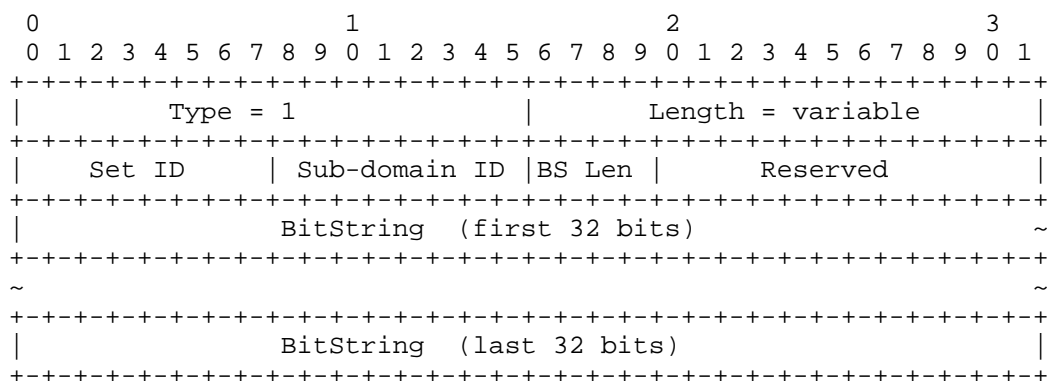 0                   1                   2                   3
 0 1 2 3 4 5 6 7 8 9 0 1 2 3 4 5 6 7 8 9 0 1 2 3 4 5 6 7 8 9 0 1
+-+-+-+-+-+-+-+-+-+-+-+-+-+-+-+-+-+-+-+-+-+-+-+-+-+-+-+-+-+-+-+-+
|         Type = 1              |       Length = variable       |
+-+-+-+-+-+-+-+-+-+-+-+-+-+-+-+-+-+-+-+-+-+-+-+-+-+-+-+-+-+-+-+-+
|    Set ID     | Sub-domain ID |BS Len |      Reserved         |
+-+-+-+-+-+-+-+-+-+-+-+-+-+-+-+-+-+-+-+-+-+-+-+-+-+-+-+-+-+-+-+-+
|                BitString  (first 32 bits)                     ~
+-+-+-+-+-+-+-+-+-+-+-+-+-+-+-+-+-+-+-+-+-+-+-+-+-+-+-+-+-+-+-+-+
~                                                               ~
+-+-+-+-+-+-+-+-+-+-+-+-+-+-+-+-+-+-+-+-+-+-+-+-+-+-+-+-+-+-+-+-+
|                BitString  (last 32 bits)                      |
+-+-+-+-+-+-+-+-+-+-+-+-+-+-+-+-+-+-+-+-+-+-+-+-+-+-+-+-+-+-+-+-+